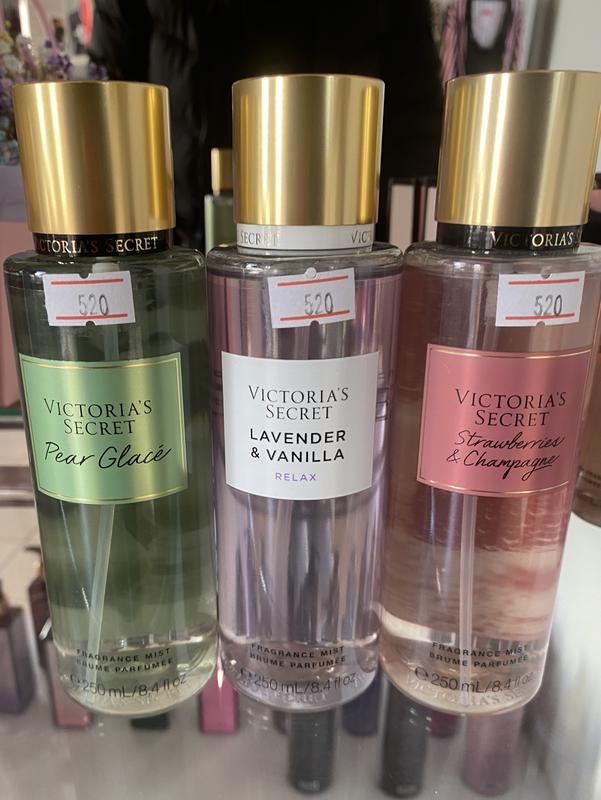 VICTORIA'S SECRET
520
VICTORIA'S
SECRET
Pear Glacé
FRAGRANCE MIST
BRUME PARFUMÉE
℮ 250 mL/8.4 fl oz
SECRET
520
VICTORIA'S
SECRET
LAVENDER
& VANILLA
RELAX
FRAGRANCE MIST
BRUME PARFUMÉE
℮ 250 mL/8.4 fl oz
VICTORIA'S
520
VICTORIA'S
SECRET
Strawberries
& Champagne
FRAGRANCE MIST
BRUME PARFUMÉE
℮ 250 mL/8.4 fl oz